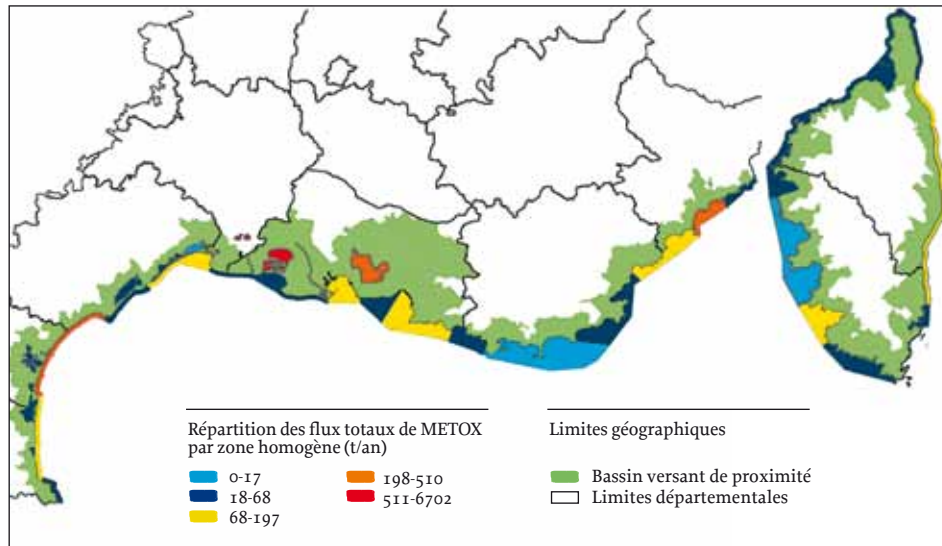 Répartition des flux totaux de METOX
par zone homogène (t/an)
0-17
18-68
68-197
198-510
511-6702
Limites géographiques
Bassin versant de proximité
Limites départementales